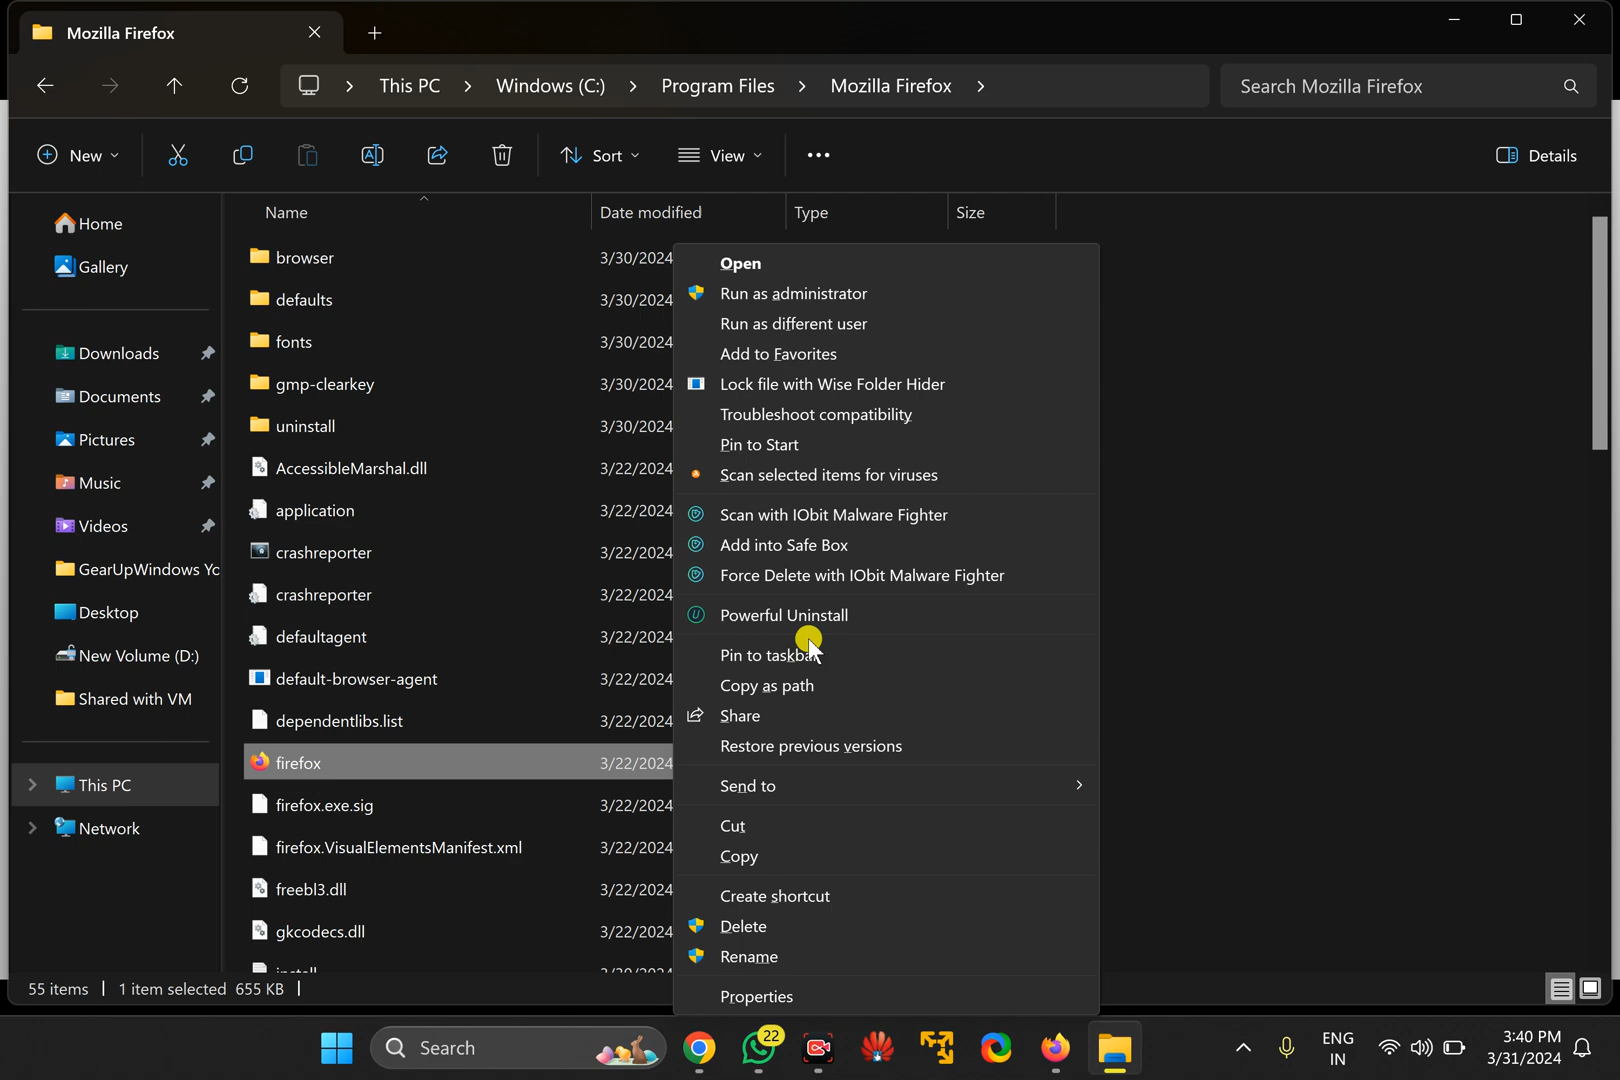 Mozilla Firefox
This PC
Windows (C:)
Program Files
Mozilla Firefox
Search Mozilla Firefox
New
Sort
View
Details
Home
Gallery
Downloads
Documents
Pictures
Music
Videos
GearUpWindows Yc
Desktop
New Volume (D:)
Shared with VM
This PC
Network
Name
Date modified
Type
Size
browser
3/30/2024
defaults
3/30/2024
fonts
3/30/2024
gmp-clearkey
3/30/2024
uninstall
3/30/2024
AccessibleMarshal.dll
3/22/2024
application
3/22/2024
crashreporter
3/22/2024
crashreporter
3/22/2024
defaultagent
3/22/2024
default-browser-agent
3/22/2024
dependentlibs.list
3/22/2024
firefox
3/22/2024
firefox.exe.sig
3/22/2024
firefox.VisualElementsManifest.xml
3/22/2024
freebl3.dll
3/22/2024
gkcodecs.dll
3/22/2024
Open
Run as administrator
Run as different user
Add to Favorites
Lock file with Wise Folder Hider
Troubleshoot compatibility
Pin to Start
Scan selected items for viruses
Scan with IObit Malware Fighter
Add into Safe Box
Force Delete with IObit Malware Fighter
Powerful Uninstall
Pin to taskbar
Copy as path
Share
Restore previous versions
Send to
Cut
Copy
Create shortcut
Delete
Rename
Properties
55 items
1 item selected 655 KB
Search
22
ENG
IN
3:40 PM
3/31/2024